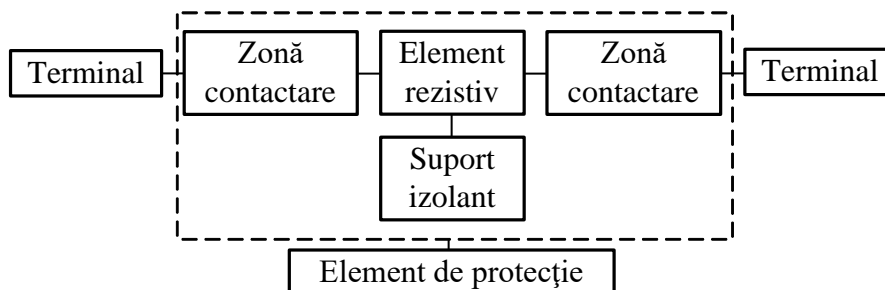 Terminal
Zonă
contactare
Element
rezistiv
Zonă
contactare
Terminal
Suport
izolant
Element de protecţie